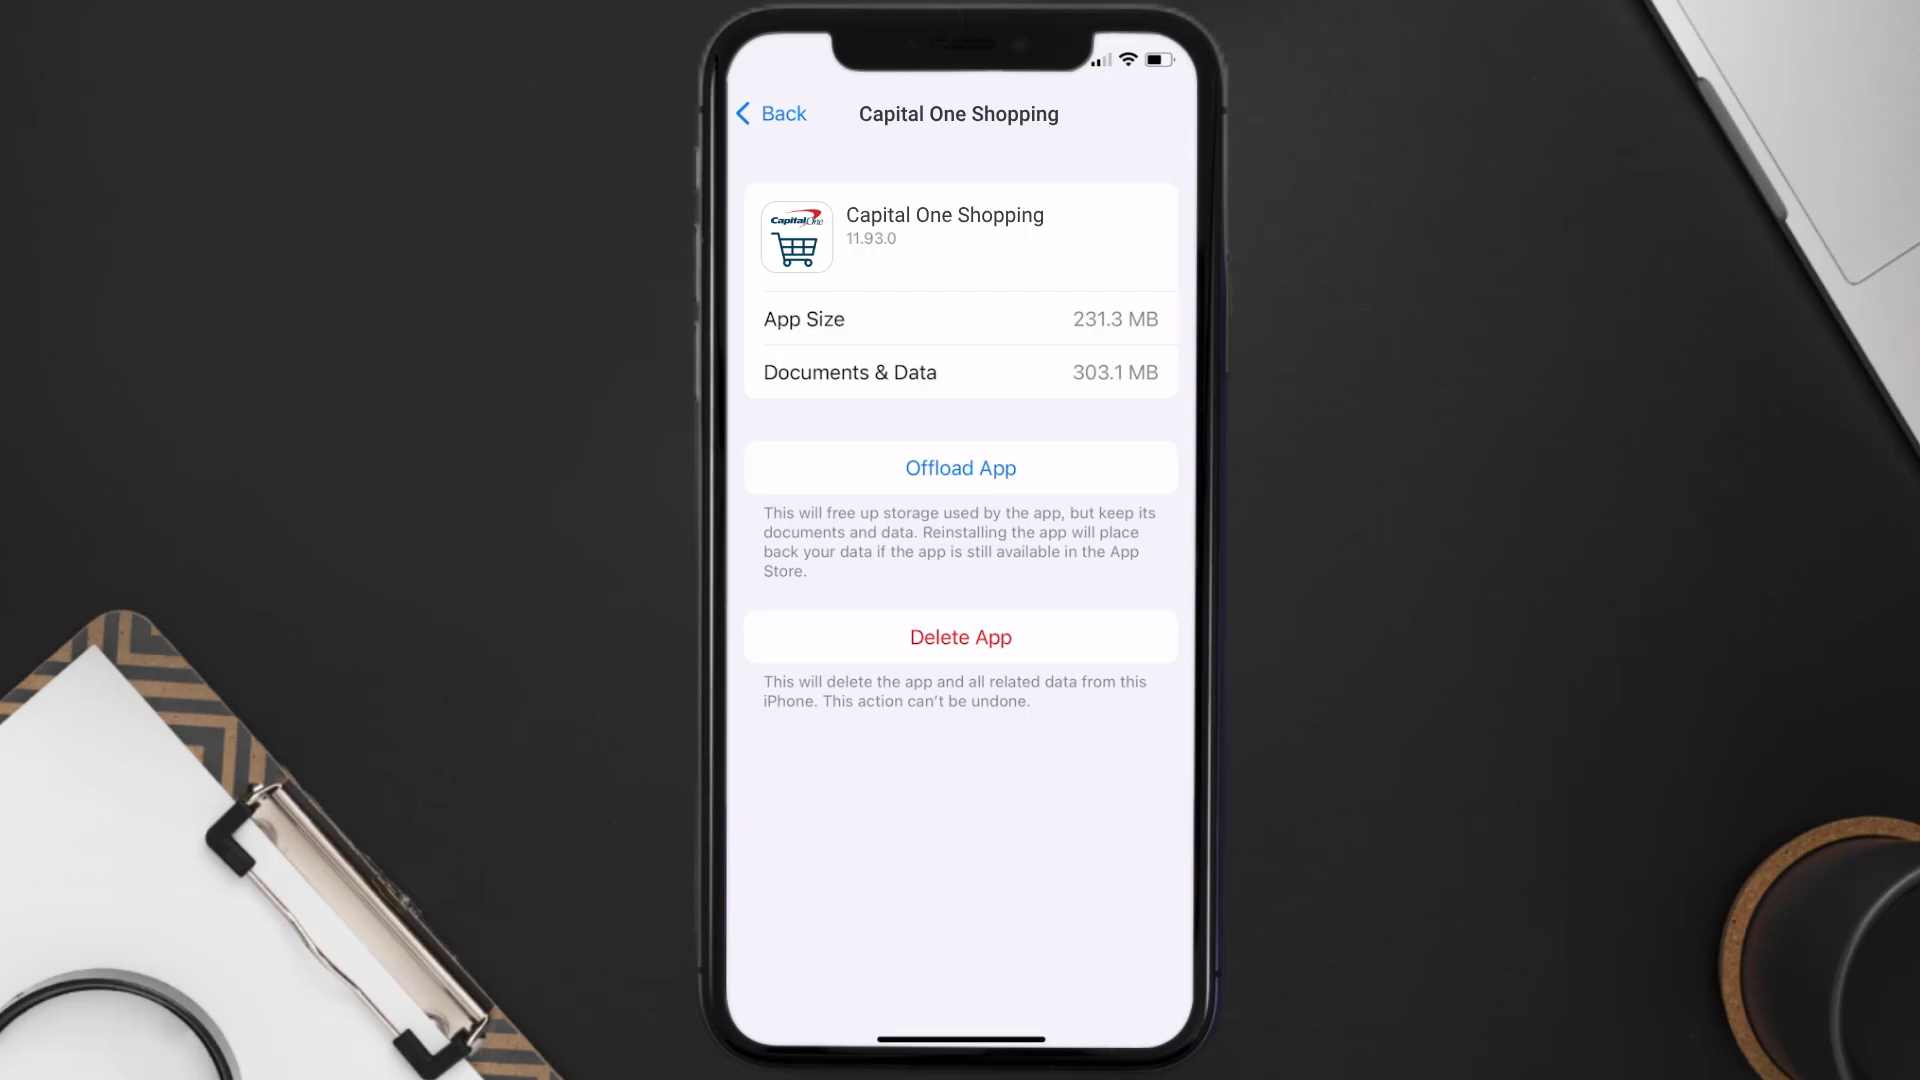 Back
Capital One Shopping
CapitalOne
Capital One Shopping
11.93.0
App Size
231.3 MB
Documents & Data
303.1 MB
Offload App
This will free up storage used by the app, but keep its
documents and data. Reinstalling the app will place
back your data if the app is still available in the App
Store.
Delete App
This will delete the app and all related data from this
iPhone. This action can't be undone.